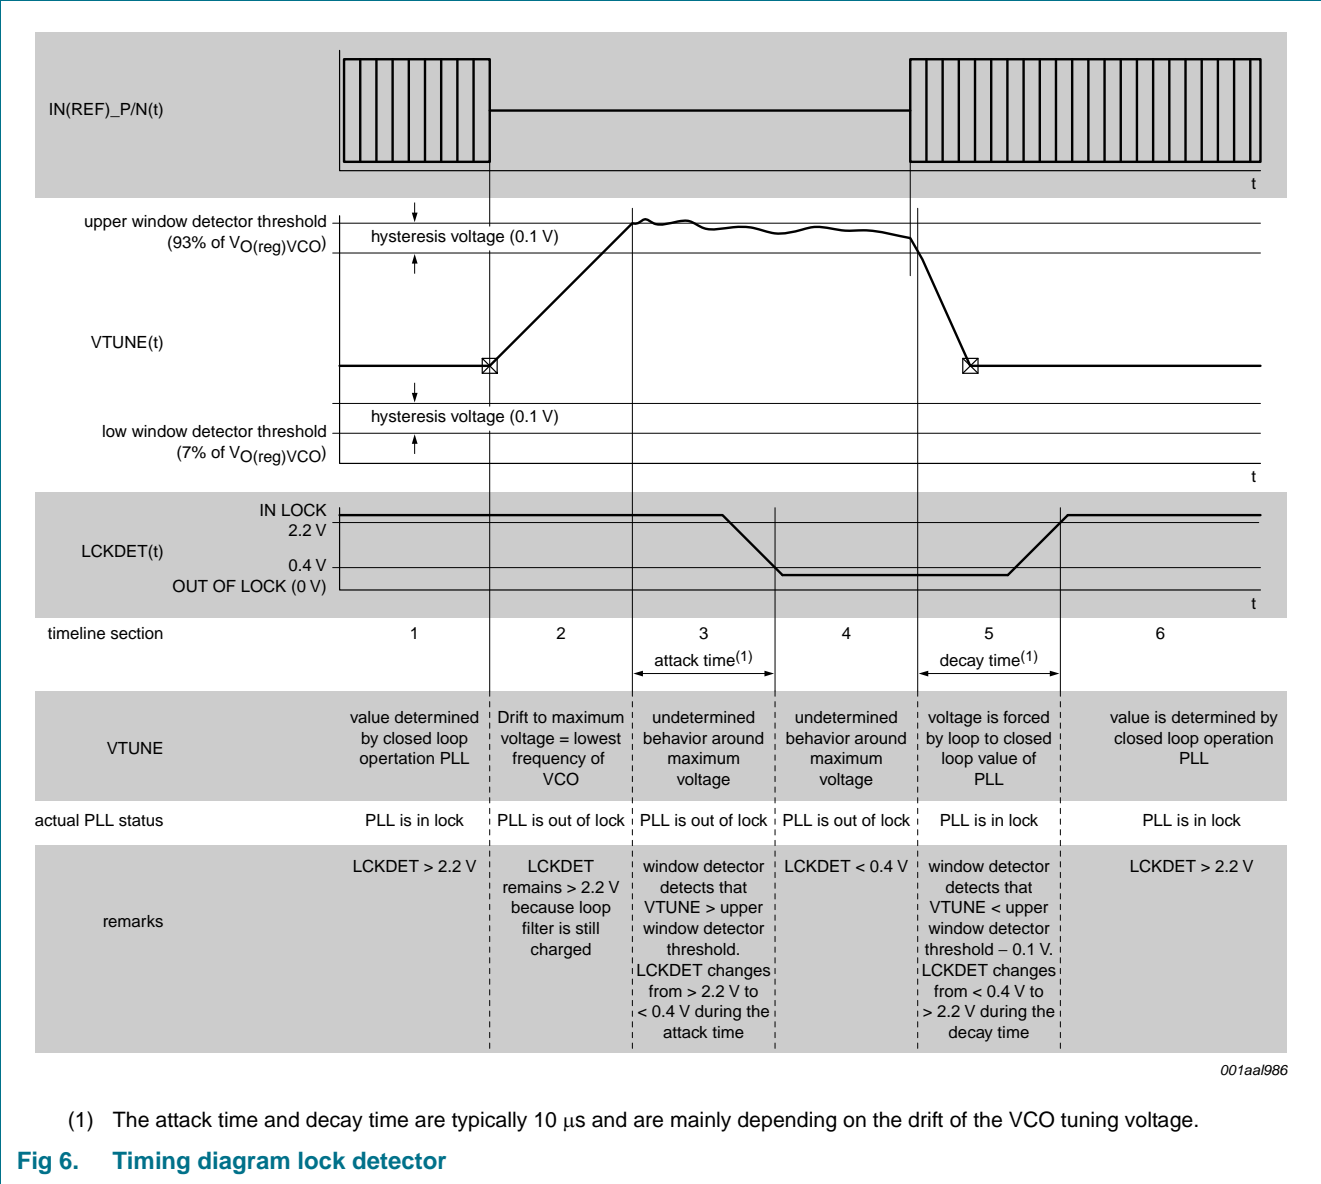 IN(REF)_P/N(t)
t
upper window detector threshold
(93% of VO(reg)VCO)
hysteresis voltage (0.1 V)
VTUNE(t)
hysteresis voltage (0.1 V)
low window detector threshold
(7% of VO(reg)VCO)
t
IN LOCK
2.2 V
LCKDET(t)
0.4 V
OUT OF LOCK (0 V)
t
timeline section
1
2
3
4
5
6
attack time(1)
decay time(1)
VTUNE
value determined
by closed loop
opertation PLL
Drift to maximum
voltage = lowest
frequency of
VCO
undetermined
behavior around
maximum
voltage
undetermined
behavior around
maximum
voltage
voltage is forced
by loop to closed
loop value of
PLL
value is determined by
closed loop operation
PLL
actual PLL status
PLL is in lock
PLL is out of lock
PLL is out of lock
PLL is out of lock
PLL is in lock
PLL is in lock
remarks
LCKDET > 2.2 V
LCKDET
remains > 2.2 V
because loop
filter is still
charged
window detector
detects that
VTUNE > upper
window detector
threshold.
LCKDET changes
from > 2.2 V to
< 0.4 V during the
attack time
LCKDET < 0.4 V
window detector
detects that
VTUNE < upper
window detector
threshold − 0.1 V.
LCKDET changes
from < 0.4 V to
> 2.2 V during the
decay time
LCKDET > 2.2 V
001aal986
(1) The attack time and decay time are typically 10 μs and are mainly depending on the drift of the VCO tuning voltage.
Fig 6. Timing diagram lock detector